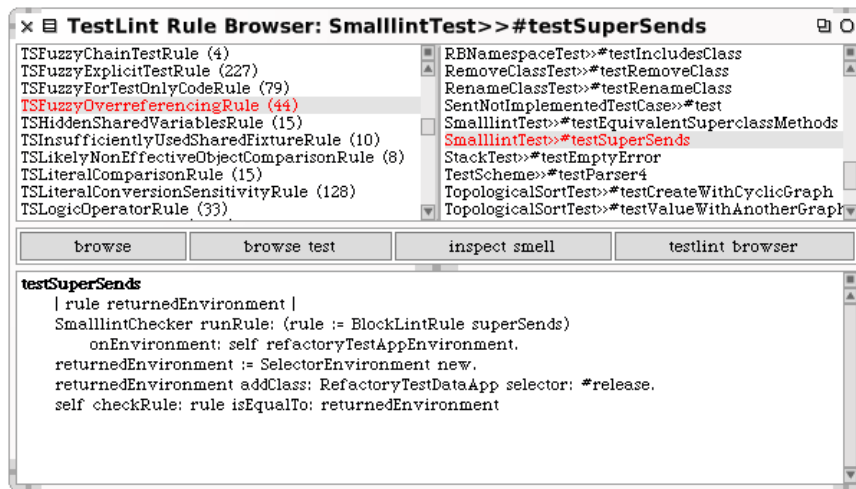 TestLint Rule Browser: SmalllintTest>>#testSuperSends
TSFuzzyChainTestRule (4)
TSFuzzyExplicitTestRule (227)
TSFuzzyForTestOnlyCodeRule (79)
TSFuzzyOverreferencingRule (44)
TSHiddenSharedVariablesRule (15)
TSInsufficientlyUsedSharedFixtureRule (10)
TSLikelyNonEffectiveObjectComparisonRule (8)
TSLiteralComparisonRule (15)
TSLiteralConversionSensitivityRule (128)
TSLogicOperatorRule (33)
RBNamespaceTest>>#testIncludesClass
RemoveClassTest>>#testRemoveClass
RenameClassTest>>#testRenameClass
SentNotImplementedTestCase>>#test
SmalllintTest>>#testEquivalentSuperclassMethods
SmalllintTest>>#testSuperSends
StackTest>>#testEmptyError
TestScheme>>#testParser4
TopologicalSortTest>>#testCreateWithCyclicGraph
TopologicalSortTest>>#testValueWithAnotherGraph
browse
browse test
inspect smell
testlint browser
testSuperSends
| rule returnedEnvironment |
SmalllintChecker runRule: (rule := BlockLintRule superSends)
onEnvironment: self refactoryTestAppEnvironment.
returnedEnvironment := SelectorEnvironment new.
returnedEnvironment addClass: RefactoryTestDataApp selector: #release.
self checkRule: rule isEqualTo: returnedEnvironment